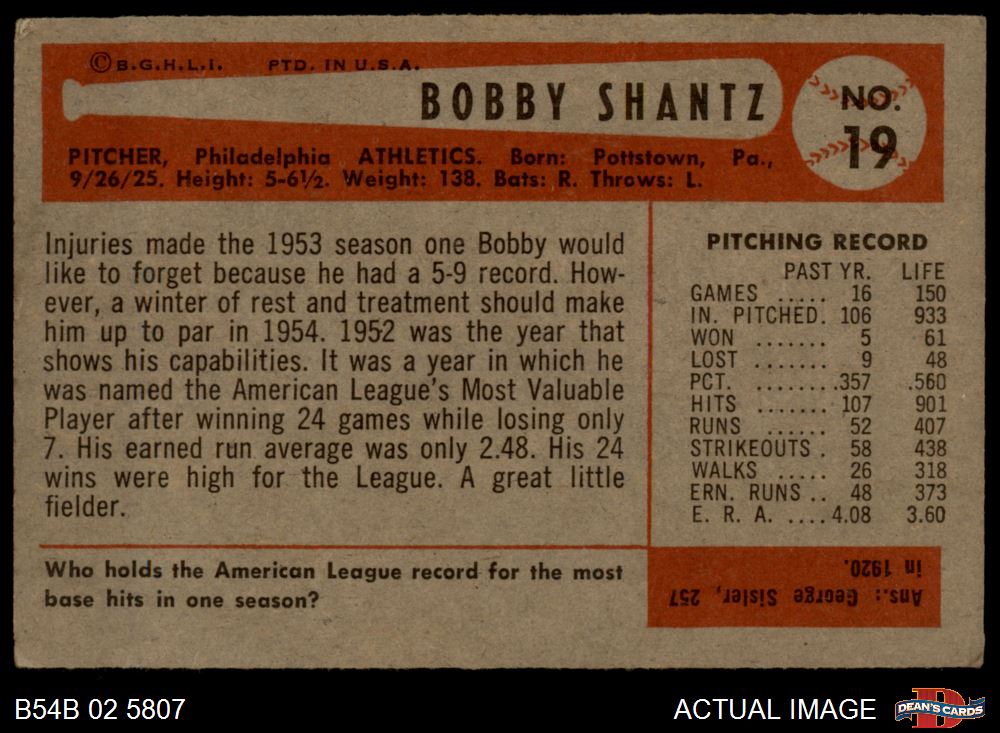 © B.G.H.L.I. PTD. IN U.S.A.
BOBBY SHANTZ
NO.
19
PITCHER, Philadelphia ATHLETICS. Born: Pottstown, Pa.,
9/26/25. Height: 5-6½. Weight: 138. Bats: R. Throws: L.
Injuries made the 1953 season one Bobby would
like to forget because he had a 5-9 record. How-
ever, a winter of rest and treatment should make
him up to par in 1954. 1952 was the year that
shows his capabilities. It was a year in which he
was named the American League's Most Valuable
Player after winning 24 games while losing only
7. His earned run average was only 2.48. His 24
wins were high for the League. A great little
fielder.
PITCHING RECORD
PAST YR. LIFE
GAMES ..... 16 150
IN. PITCHED. 106 933
WON ....... 5 61
LOST ....... 9 48
PCT. ........ .357 .560
HITS ....... 107 901
RUNS ...... 52 407
STRIKEOUTS . 58 438
WALKS ..... 26 318
ERN. RUNS .. 48 373
E. R. A. .... 4.08 3.60
Who holds the American League record for the most
base hits in one season?
Ans.: George Sisler, 257
in 1920.
B54B 02 5807
ACTUAL IMAGE
DEAN'S CARDS